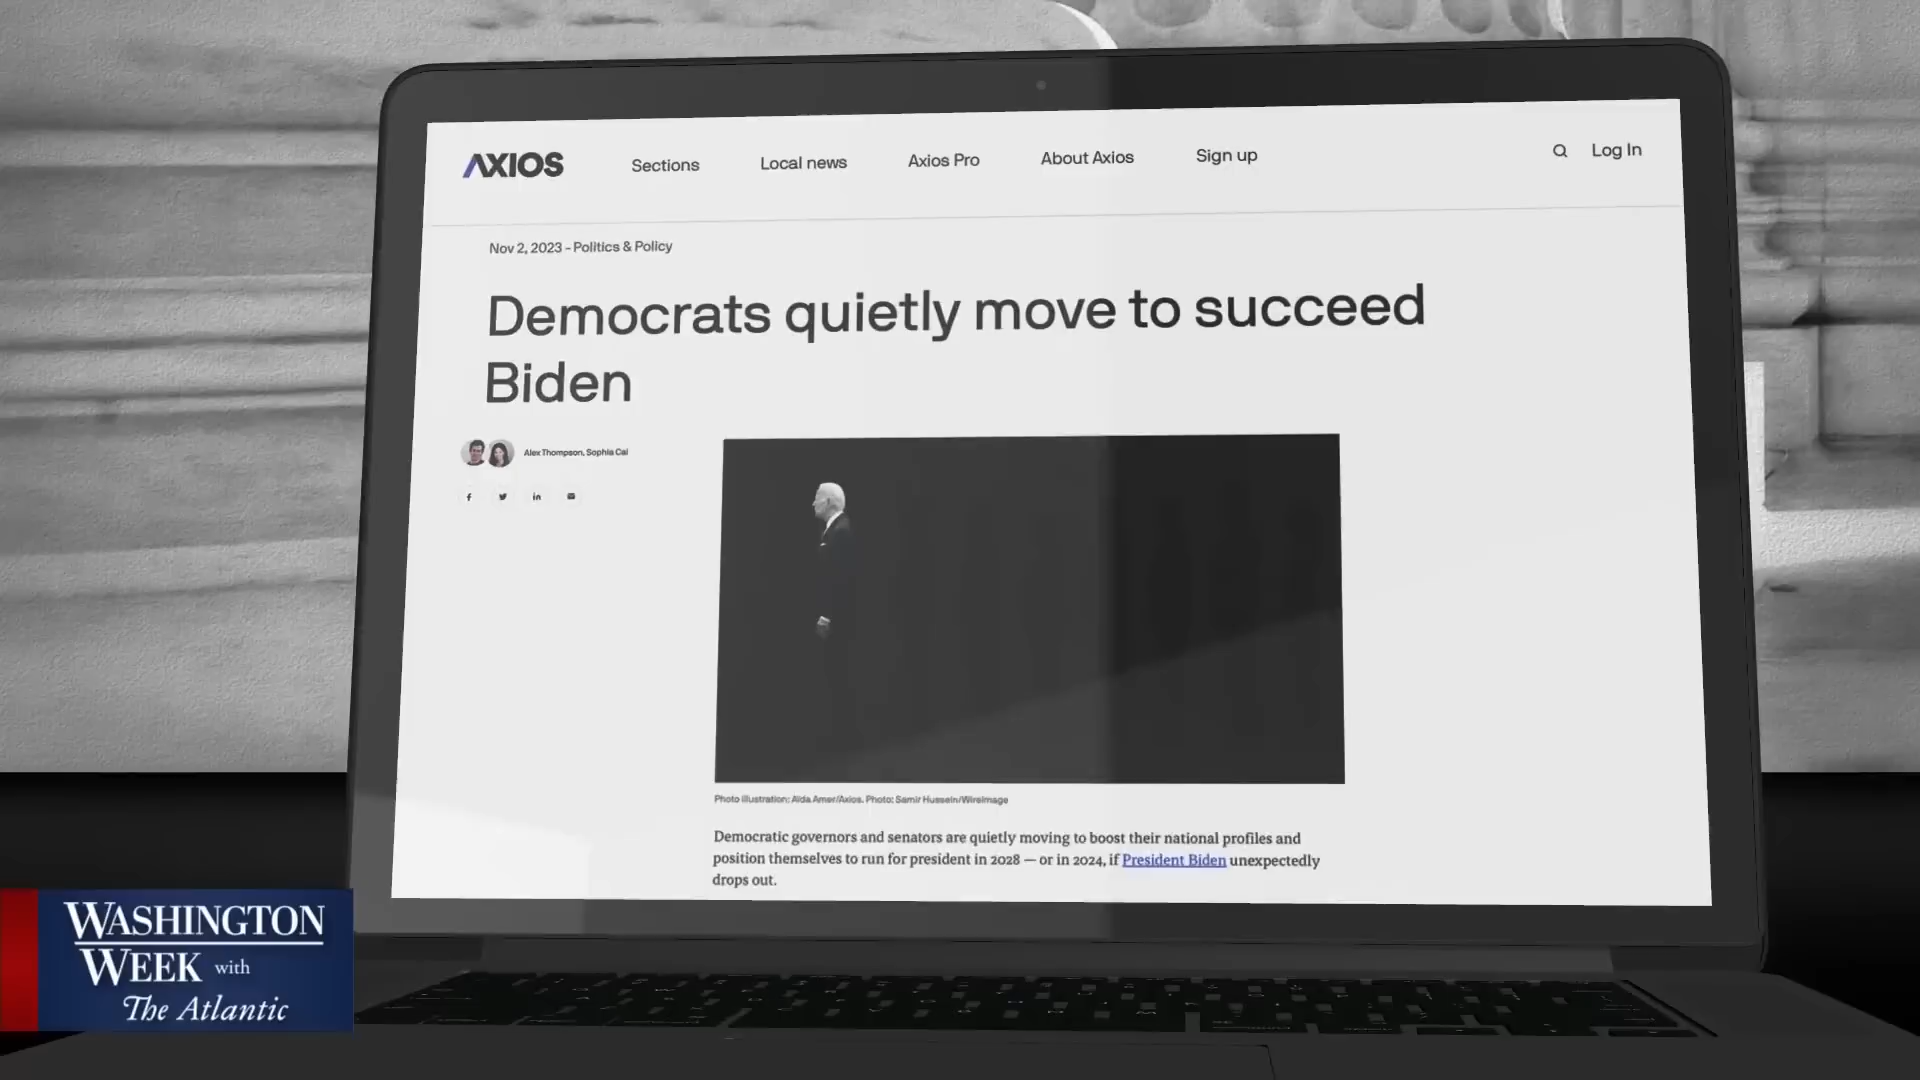 AXIOS
Sections
Local news
Axios Pro
About Axios
Sign up
Log In
Nov 2, 2023 - Politics & Policy
Democrats quietly move to succeed
Biden
Alex Thompson, Sophia Cai
Photo illustration: Aïda Amer/Axios. Photo: Samir Hussein/WireImage
Democratic governors and senators are quietly moving to boost their national profiles and
position themselves to run for president in 2028 — or in 2024, if President Biden unexpectedly
drops out.
WASHINGTON
WEEK with
The Atlantic